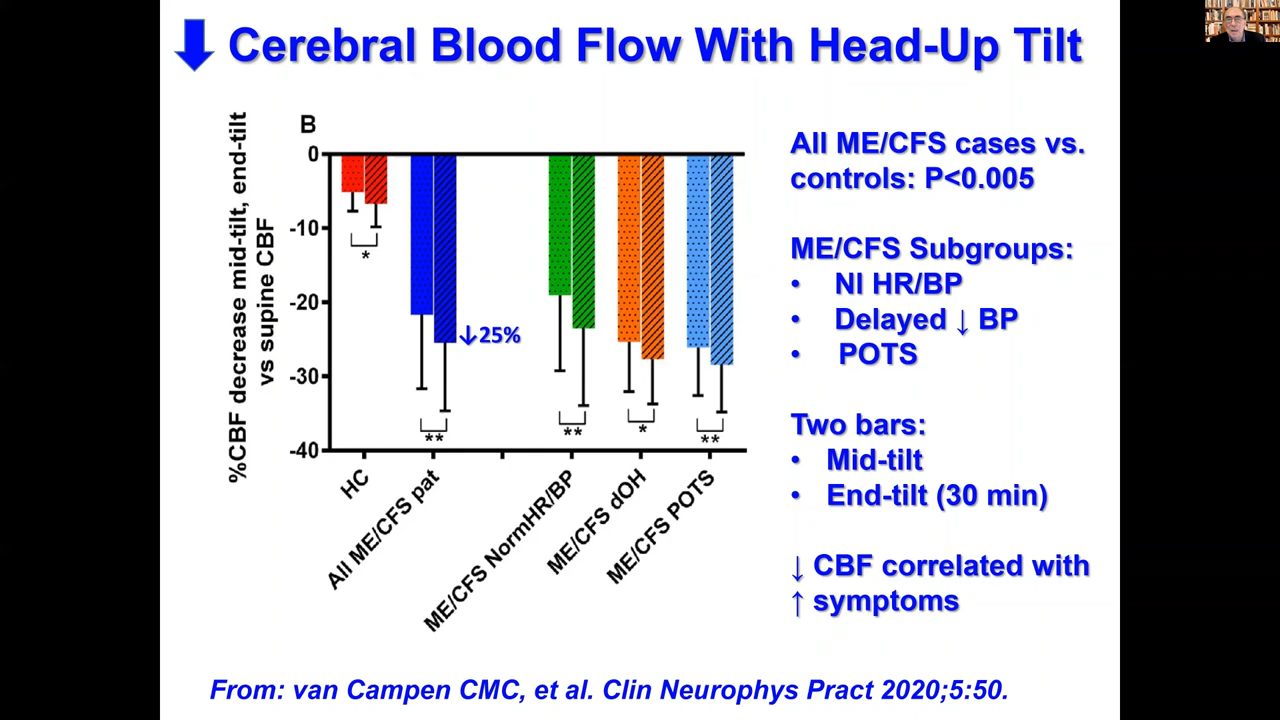 ↓ Cerebral Blood Flow With Head-Up Tilt
%CBF decrease mid-tilt, end-tilt
vs supine CBF
B
0
-10
-20
-30
-40
*
**
↓25%
**
*
**
HC
All ME/CFS pat
ME/CFS NormHR/BP
ME/CFS dOH
ME/CFS POTS
All ME/CFS cases vs.
controls: P<0.005
ME/CFS Subgroups:
• Nl HR/BP
• Delayed ↓ BP
• POTS
Two bars:
• Mid-tilt
• End-tilt (30 min)
↓ CBF correlated with
↑ symptoms
From: van Campen CMC, et al. Clin Neurophys Pract 2020;5:50.